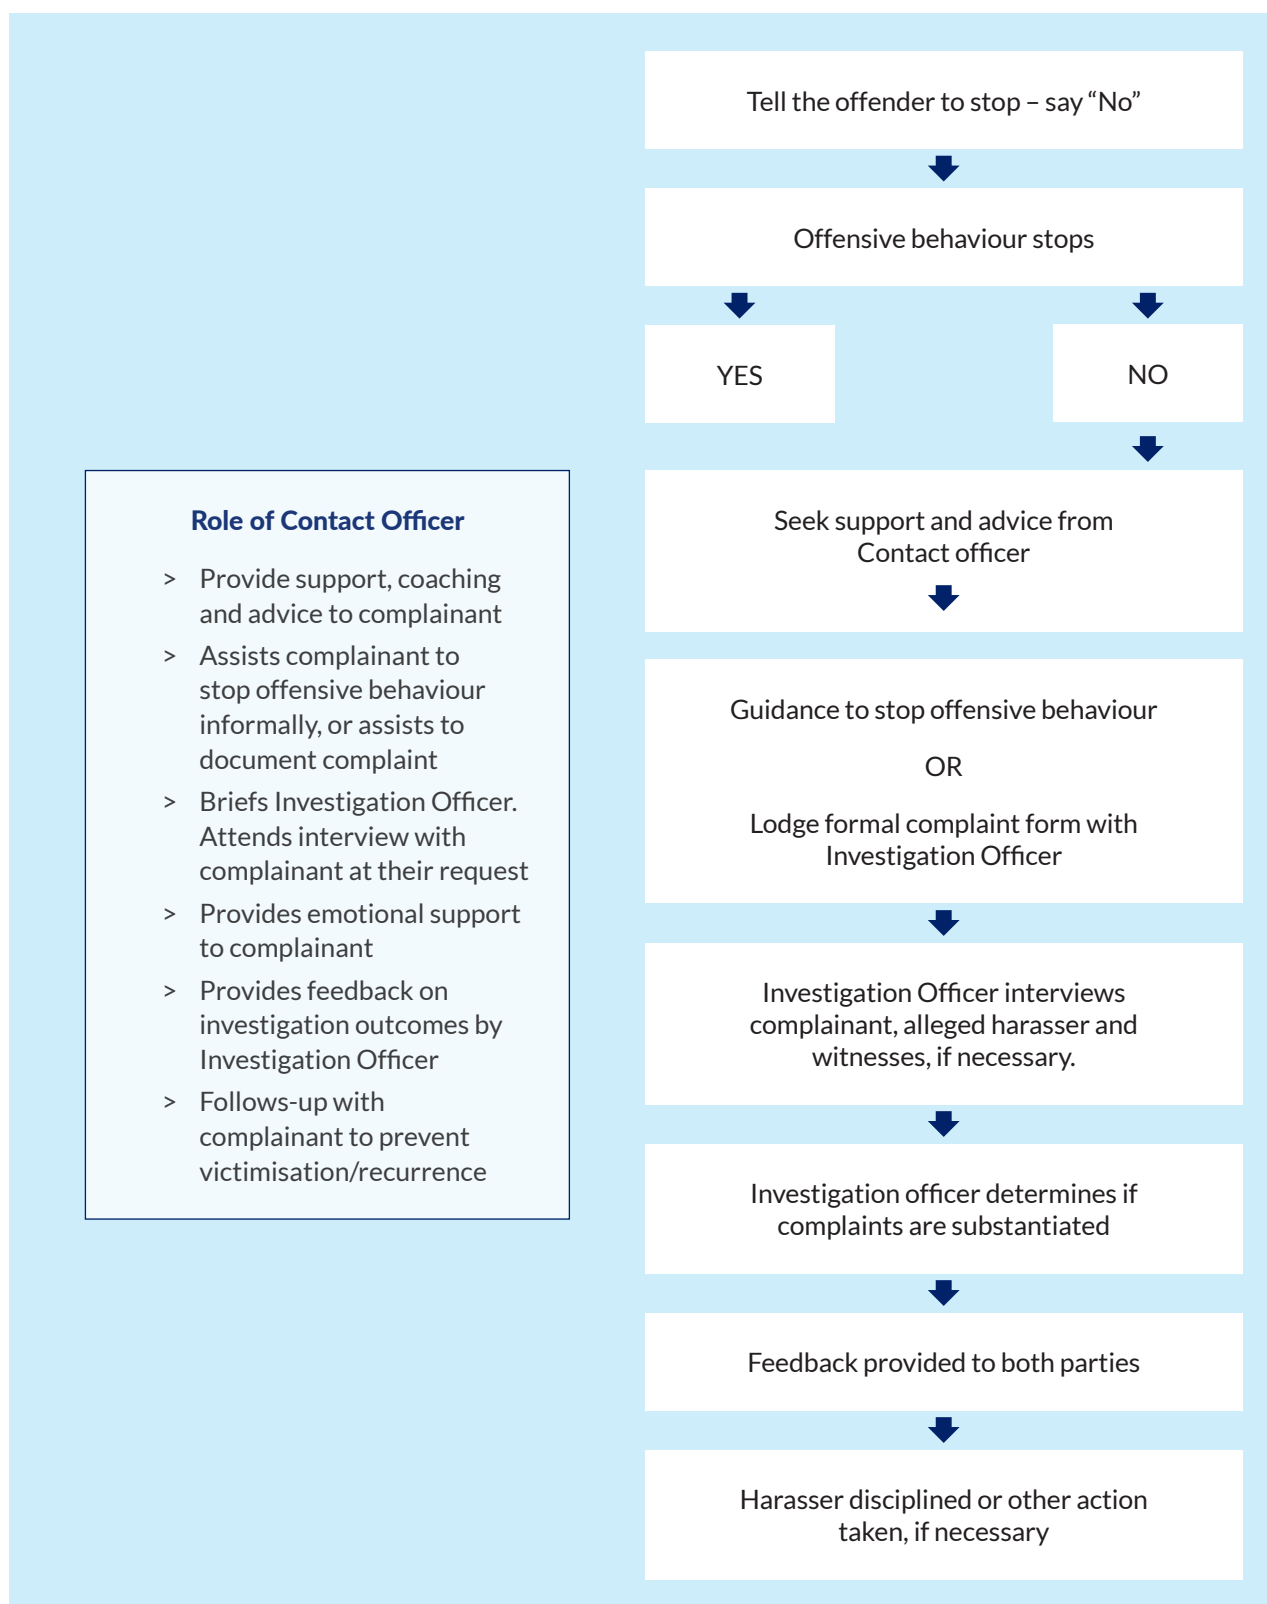 Tell the offender to stop – say “No”
Offensive behaviour stops
YES
NO
Role of Contact Officer
> Provide support, coaching
and advice to complainant
> Assists complainant to
stop offensive behaviour
informally, or assists to
document complaint
> Briefs Investigation Officer.
Attends interview with
complainant at their request
> Provides emotional support
to complainant
> Provides feedback on
investigation outcomes by
Investigation Officer
> Follows-up with
complainant to prevent
victimisation/recurrence
Seek support and advice from
Contact officer
Guidance to stop offensive behaviour
OR
Lodge formal complaint form with
Investigation Officer
Investigation Officer interviews
complainant, alleged harasser and
witnesses, if necessary.
Investigation officer determines if
complaints are substantiated
Feedback provided to both parties
Harasser disciplined or other action
taken, if necessary